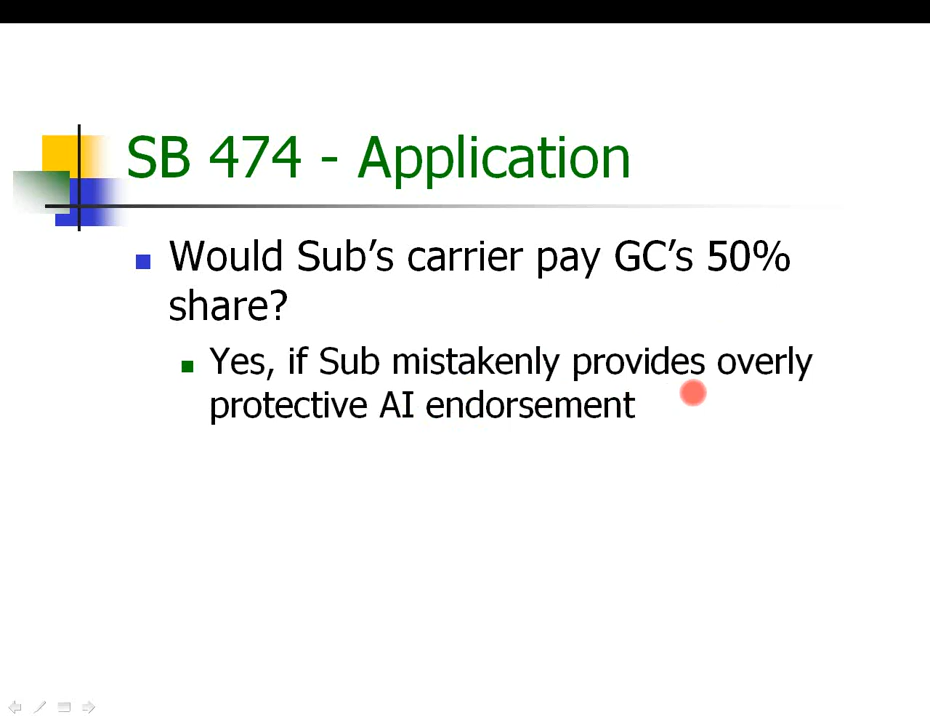 SB 474 - Application
Would Sub's carrier pay GC's 50%
share?
Yes, if Sub mistakenly provides overly
protective AI endorsement